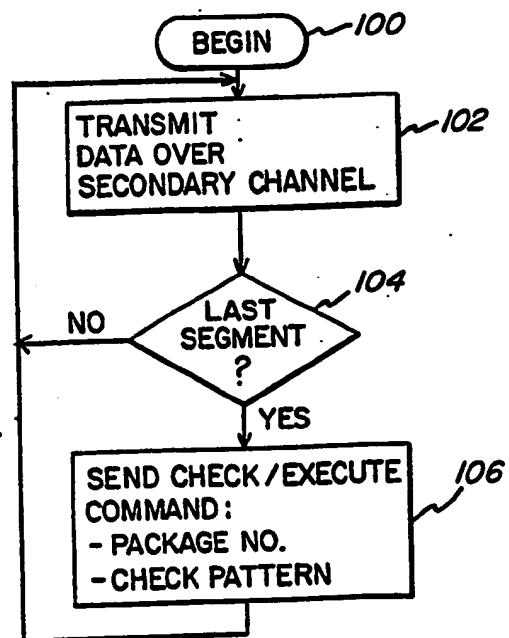 BEGIN
100
TRANSMIT
DATA OVER
SECONDARY CHANNEL
102
LAST
SEGMENT
?
104
NO
YES
SEND CHECK/EXECUTE
COMMAND:
- PACKAGE NO.
- CHECK PATTERN
106